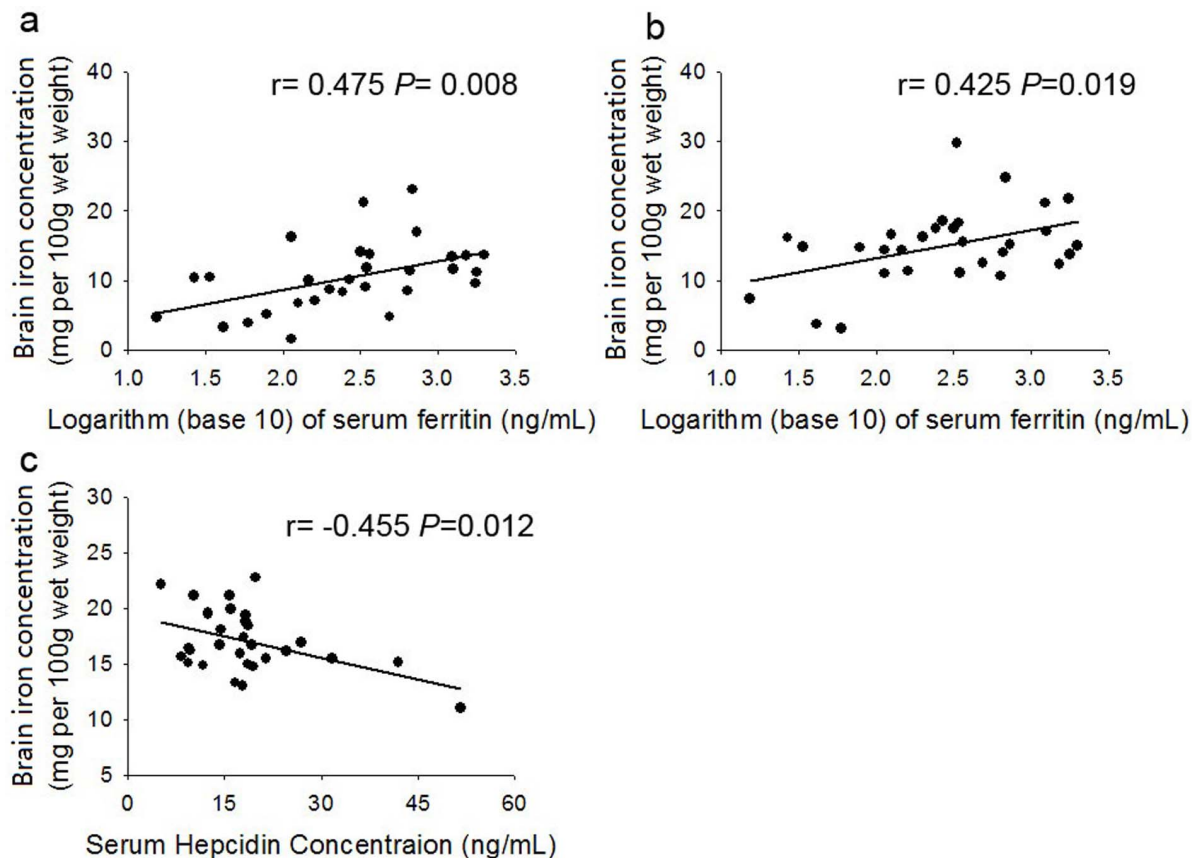 a
Brain iron concentration
(mg per 100g wet weight)
40
30
20
10
0
r= 0.475 P= 0.008
1.0 1.5 2.0 2.5 3.0 3.5
Logarithm (base 10) of serum ferritin (ng/mL)
b
Brain iron concentration
(mg per 100g wet weight)
40
30
20
10
0
r= 0.425 P=0.019
1.0 1.5 2.0 2.5 3.0 3.5
Logarithm (base 10) of serum ferritin (ng/mL)
c
Brain iron concentration
(mg per 100g wet weight)
30
25
20
15
10
5
r= -0.455 P=0.012
0 15 30 45 60
Serum Hepcidin Concentraion (ng/mL)